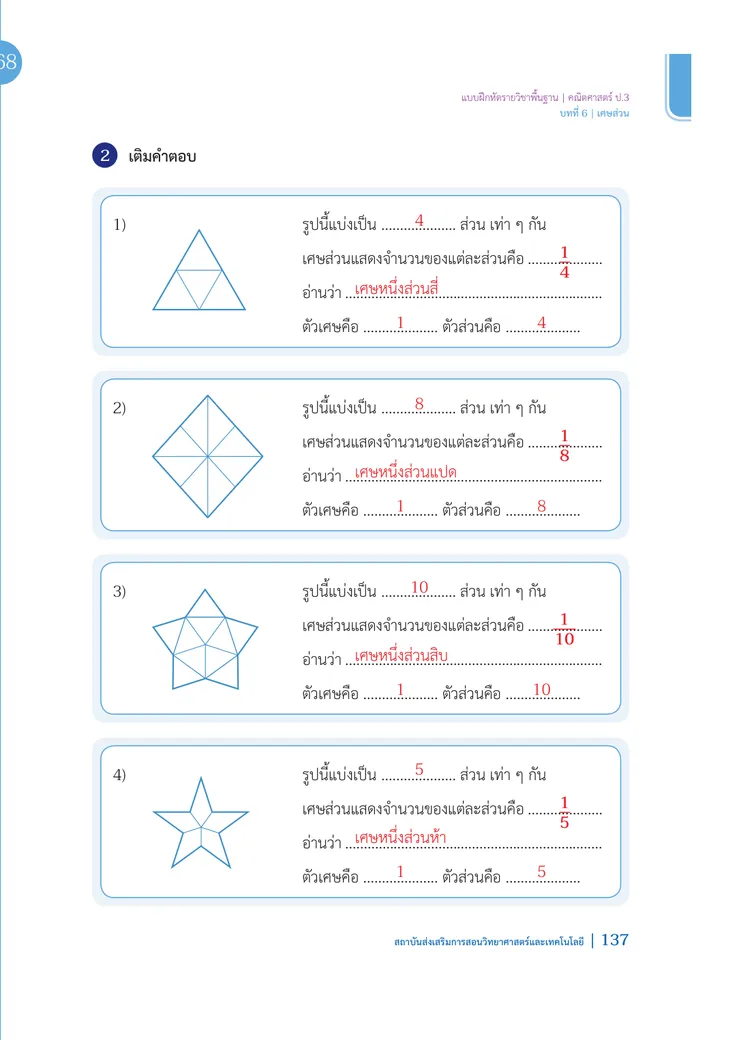 68
แบบฝึกหัดรายวิชาพื้นฐาน | คณิตศาสตร์ ป.3
บทที่ 6 | เศษส่วน
2 เติมคำตอบ
1) รูปนี้แบ่งเป็น .....4..... ส่วน เท่า ๆ กัน
เศษส่วนแสดงจำนวนของแต่ละส่วนคือ .....1/4.....
อ่านว่า .....เศษหนึ่งส่วนสี่.....
ตัวเศษคือ .....1..... ตัวส่วนคือ .....4.....
2) รูปนี้แบ่งเป็น .....8..... ส่วน เท่า ๆ กัน
เศษส่วนแสดงจำนวนของแต่ละส่วนคือ .....1/8.....
อ่านว่า .....เศษหนึ่งส่วนแปด.....
ตัวเศษคือ .....1..... ตัวส่วนคือ .....8.....
3) รูปนี้แบ่งเป็น .....10..... ส่วน เท่า ๆ กัน
เศษส่วนแสดงจำนวนของแต่ละส่วนคือ .....1/10.....
อ่านว่า .....เศษหนึ่งส่วนสิบ.....
ตัวเศษคือ .....1..... ตัวส่วนคือ .....10.....
4) รูปนี้แบ่งเป็น .....5..... ส่วน เท่า ๆ กัน
เศษส่วนแสดงจำนวนของแต่ละส่วนคือ .....1/5.....
อ่านว่า .....เศษหนึ่งส่วนห้า.....
ตัวเศษคือ .....1..... ตัวส่วนคือ .....5.....
สถาบันส่งเสริมการสอนวิทยาศาสตร์และเทคโนโลยี | 137